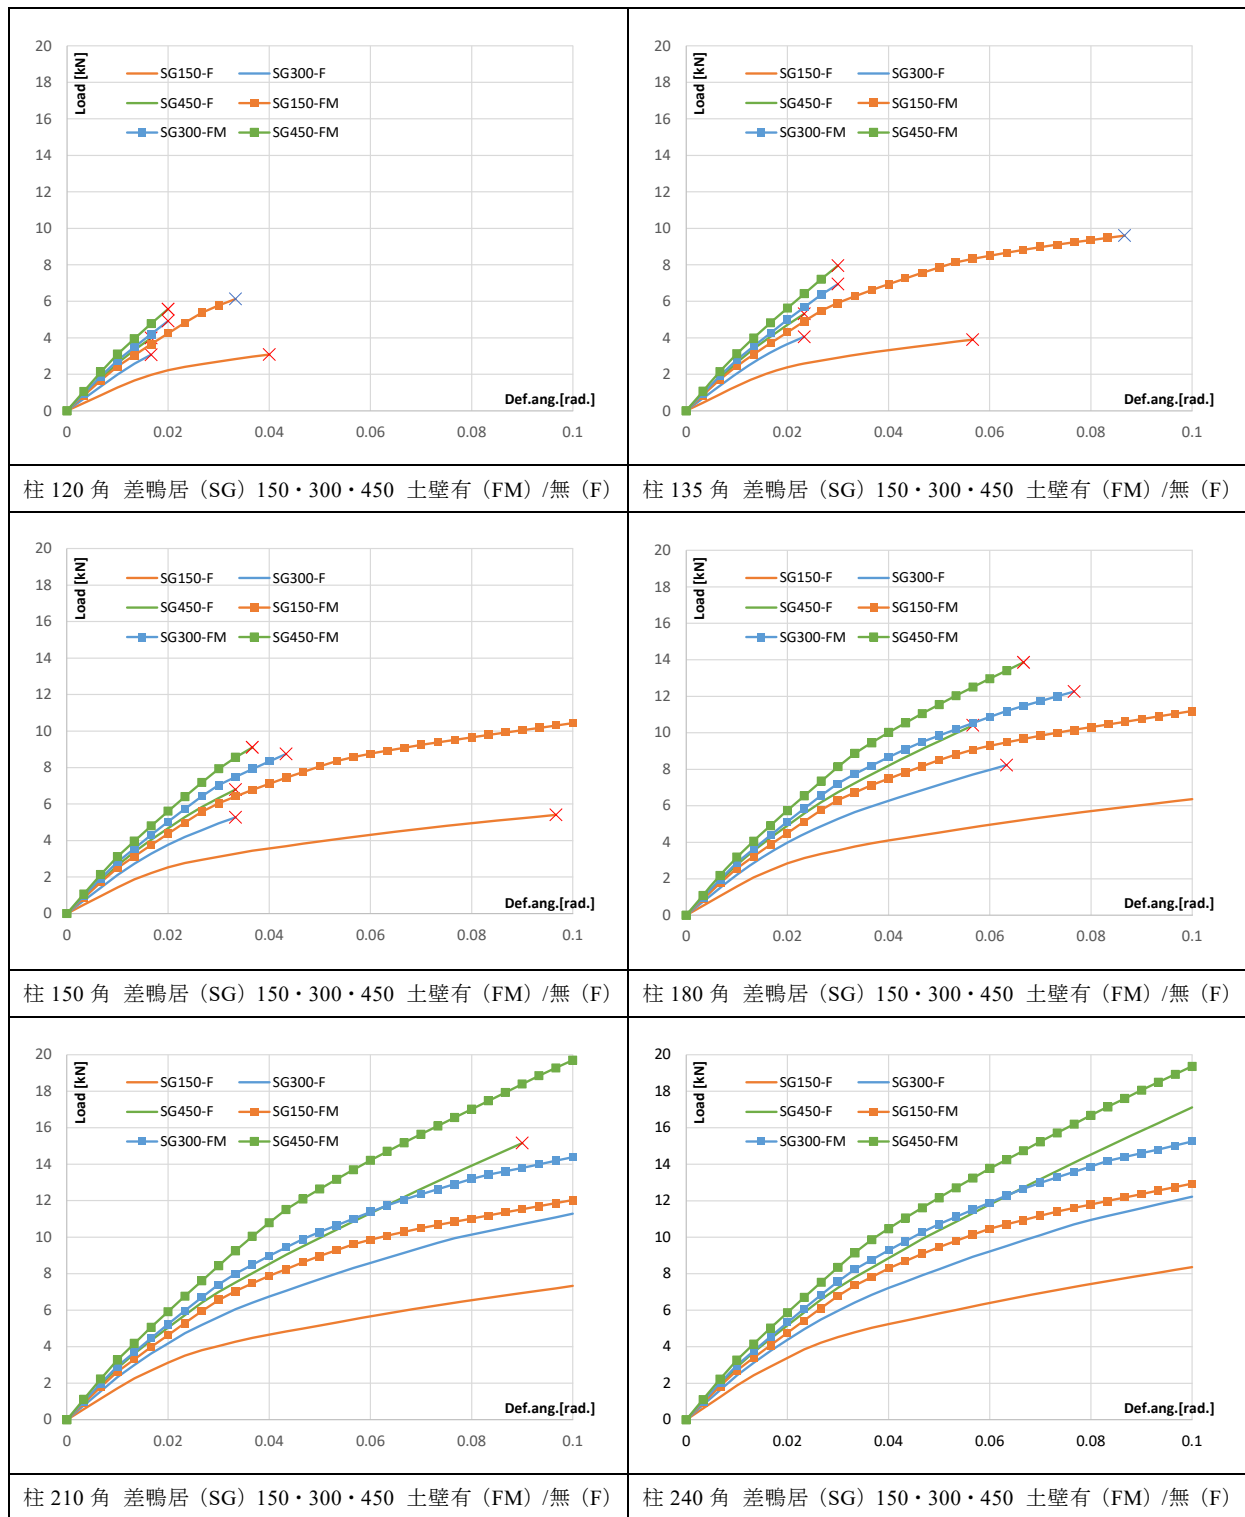 20
18
16
14
12
10
8
6
4
2
0
Load [kN]
SG150-F SG300-F
SG450-F SG150-FM
SG300-FM SG450-FM
Def.ang.[rad.]
0 0.02 0.04 0.06 0.08 0.1
柱 120 角 差鴨居（SG）150・300・450 土壁有（FM）/無（F）
20
18
16
14
12
10
8
6
4
2
0
Load [kN]
SG150-F SG300-F
SG450-F SG150-FM
SG300-FM SG450-FM
Def.ang.[rad.]
0 0.02 0.04 0.06 0.08 0.1
柱 135 角 差鴨居（SG）150・300・450 土壁有（FM）/無（F）
20
18
16
14
12
10
8
6
4
2
0
Load [kN]
SG150-F SG300-F
SG450-F SG150-FM
SG300-FM SG450-FM
Def.ang.[rad.]
0 0.02 0.04 0.06 0.08 0.1
柱 150 角 差鴨居（SG）150・300・450 土壁有（FM）/無（F）
20
18
16
14
12
10
8
6
4
2
0
Load [kN]
SG150-F SG300-F
SG450-F SG150-FM
SG300-FM SG450-FM
Def.ang.[rad.]
0 0.02 0.04 0.06 0.08 0.1
柱 180 角 差鴨居（SG）150・300・450 土壁有（FM）/無（F）
20
18
16
14
12
10
8
6
4
2
0
Load [kN]
SG150-F SG300-F
SG450-F SG150-FM
SG300-FM SG450-FM
Def.ang.[rad.]
0 0.02 0.04 0.06 0.08 0.1
柱 210 角 差鴨居（SG）150・300・450 土壁有（FM）/無（F）
20
18
16
14
12
10
8
6
4
2
0
Load [kN]
SG150-F SG300-F
SG450-F SG150-FM
SG300-FM SG450-FM
Def.ang.[rad.]
0 0.02 0.04 0.06 0.08 0.1
柱 240 角 差鴨居（SG）150・300・450 土壁有（FM）/無（F）